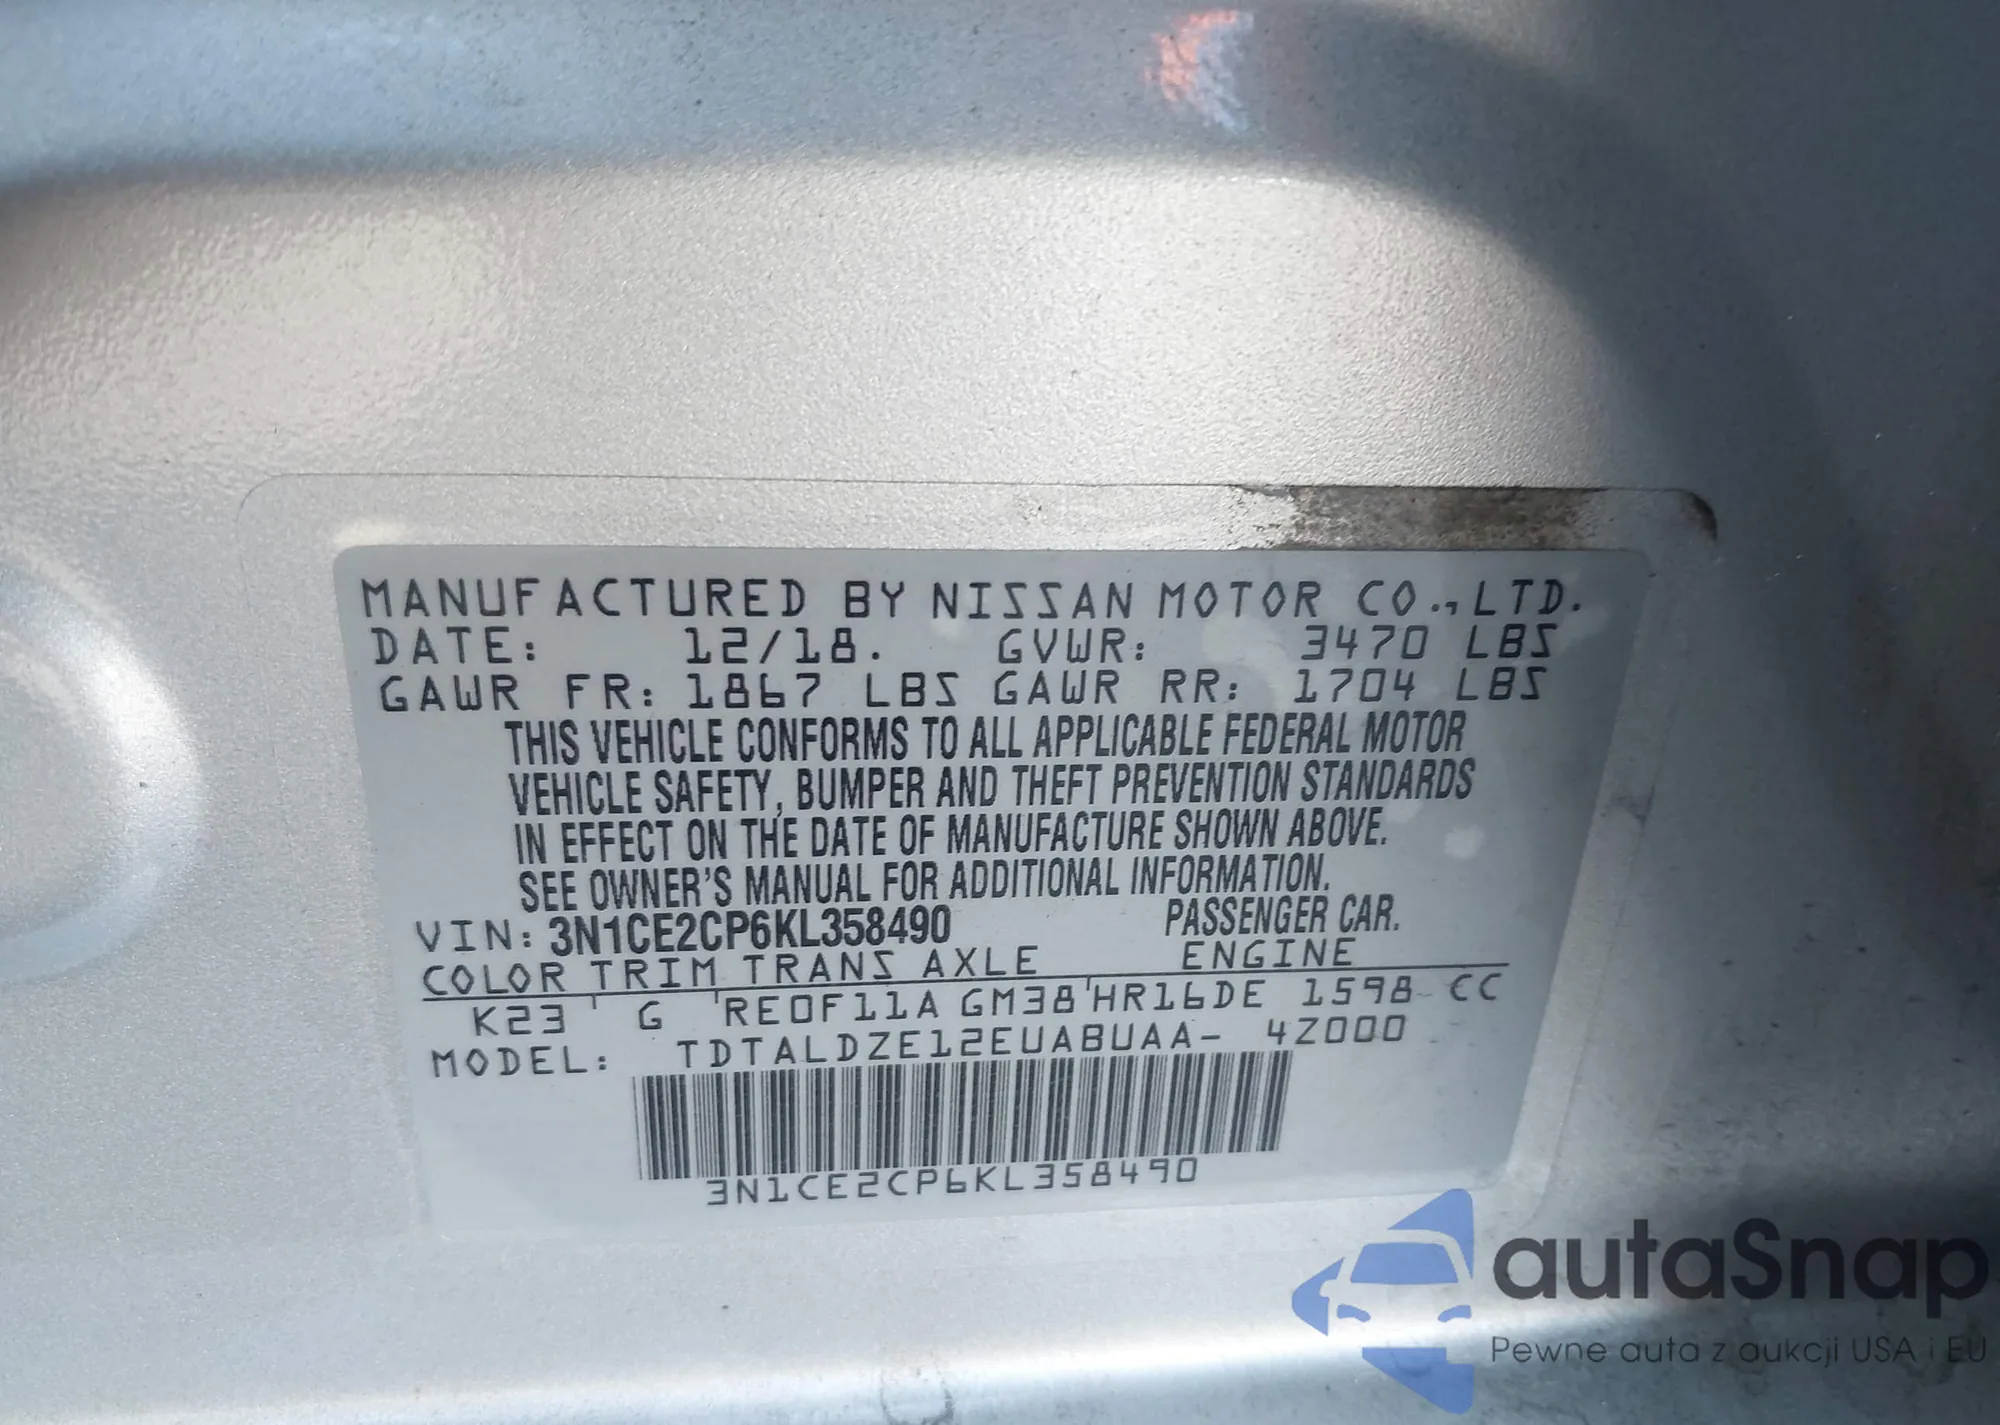 MANUFACTURED BY NISSAN MOTOR CO., LTD.
DATE: 12/18. GVWR: 3470 LBS
GAWR FR: 1867 LBS GAWR RR: 1704 LBS
THIS VEHICLE CONFORMS TO ALL APPLICABLE FEDERAL MOTOR
VEHICLE SAFETY, BUMPER AND THEFT PREVENTION STANDARDS
IN EFFECT ON THE DATE OF MANUFACTURE SHOWN ABOVE.
SEE OWNER'S MANUAL FOR ADDITIONAL INFORMATION.
VIN: 3N1CE2CP6KL358490 PASSENGER CAR.
COLOR TRIM TRANS AXLE ENGINE
K23 G RE0F11A GM38 HR16DE 1598 CC
MODEL: TDTALDZE12EUABUAA- 4Z000
3N1CE2CP6KL358490
autaSnap
Pewne auta z aukcji USA i EU